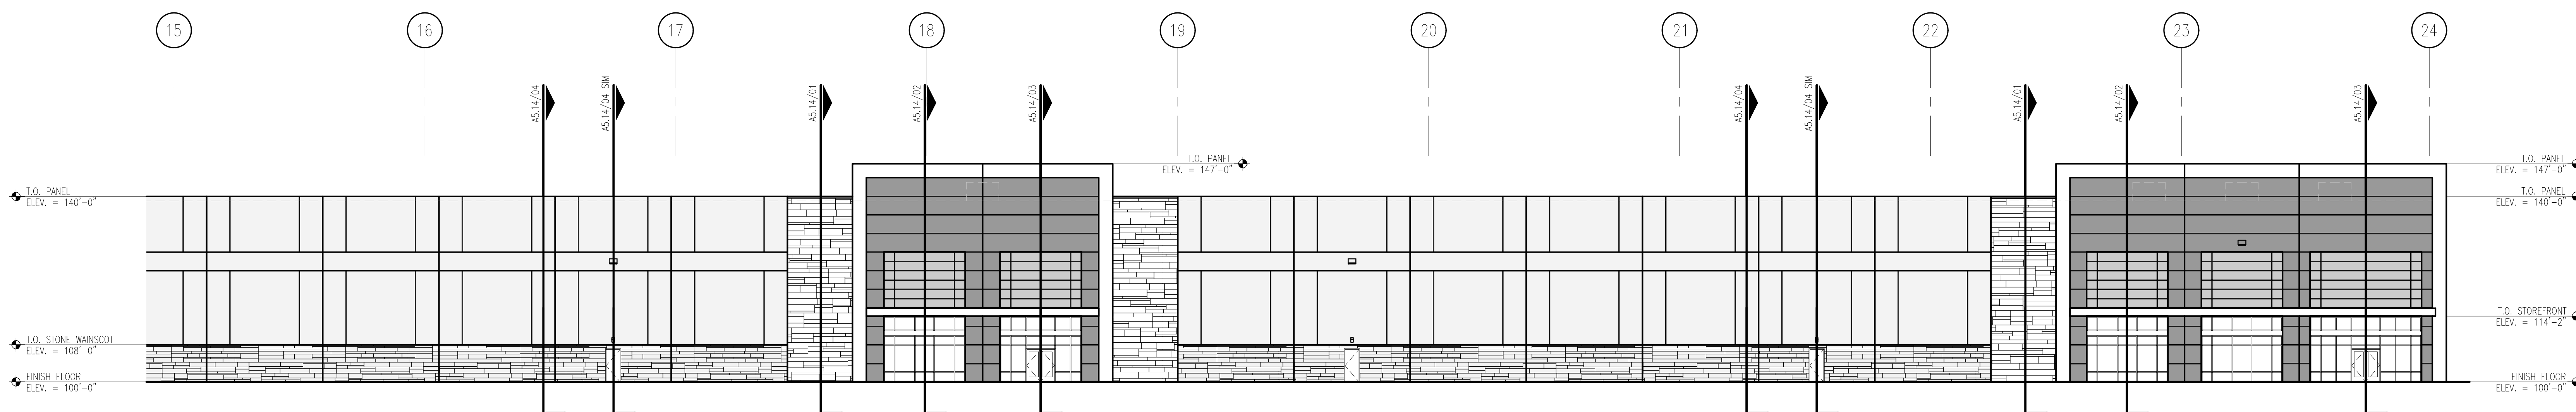 15
16
17
18
19
20
21
22
23
24
A5.14/04
A5.14/04 SIM
A5.14/01
A5.14/02
A5.14/03
A5.14/04
A5.14/04 SIM
A5.14/01
A5.14/02
A5.14/03
T.O. PANEL
ELEV. = 147'-0"
T.O. PANEL
ELEV. = 147'-0"
T.O. PANEL
ELEV. = 140'-0"
T.O. PANEL
ELEV. = 140'-0"
T.O. STOREFRONT
ELEV. = 114'-2
T.O. STONE WAINSCOT
ELEV. = 108'-0"
FINISH FLOOR
ELEV. = 100'-0"
FINISH FLOOR
ELEV. = 100'-0"